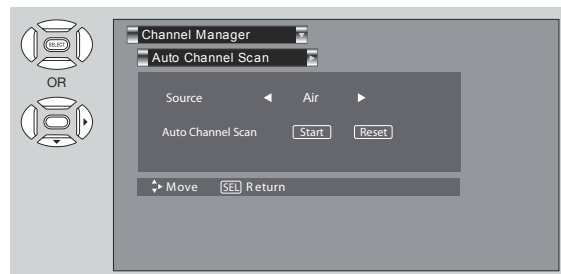 SELECT
OR
Channel Manager
Auto Channel Scan
Source Air
Auto Channel Scan Start Reset
Move SEL Return